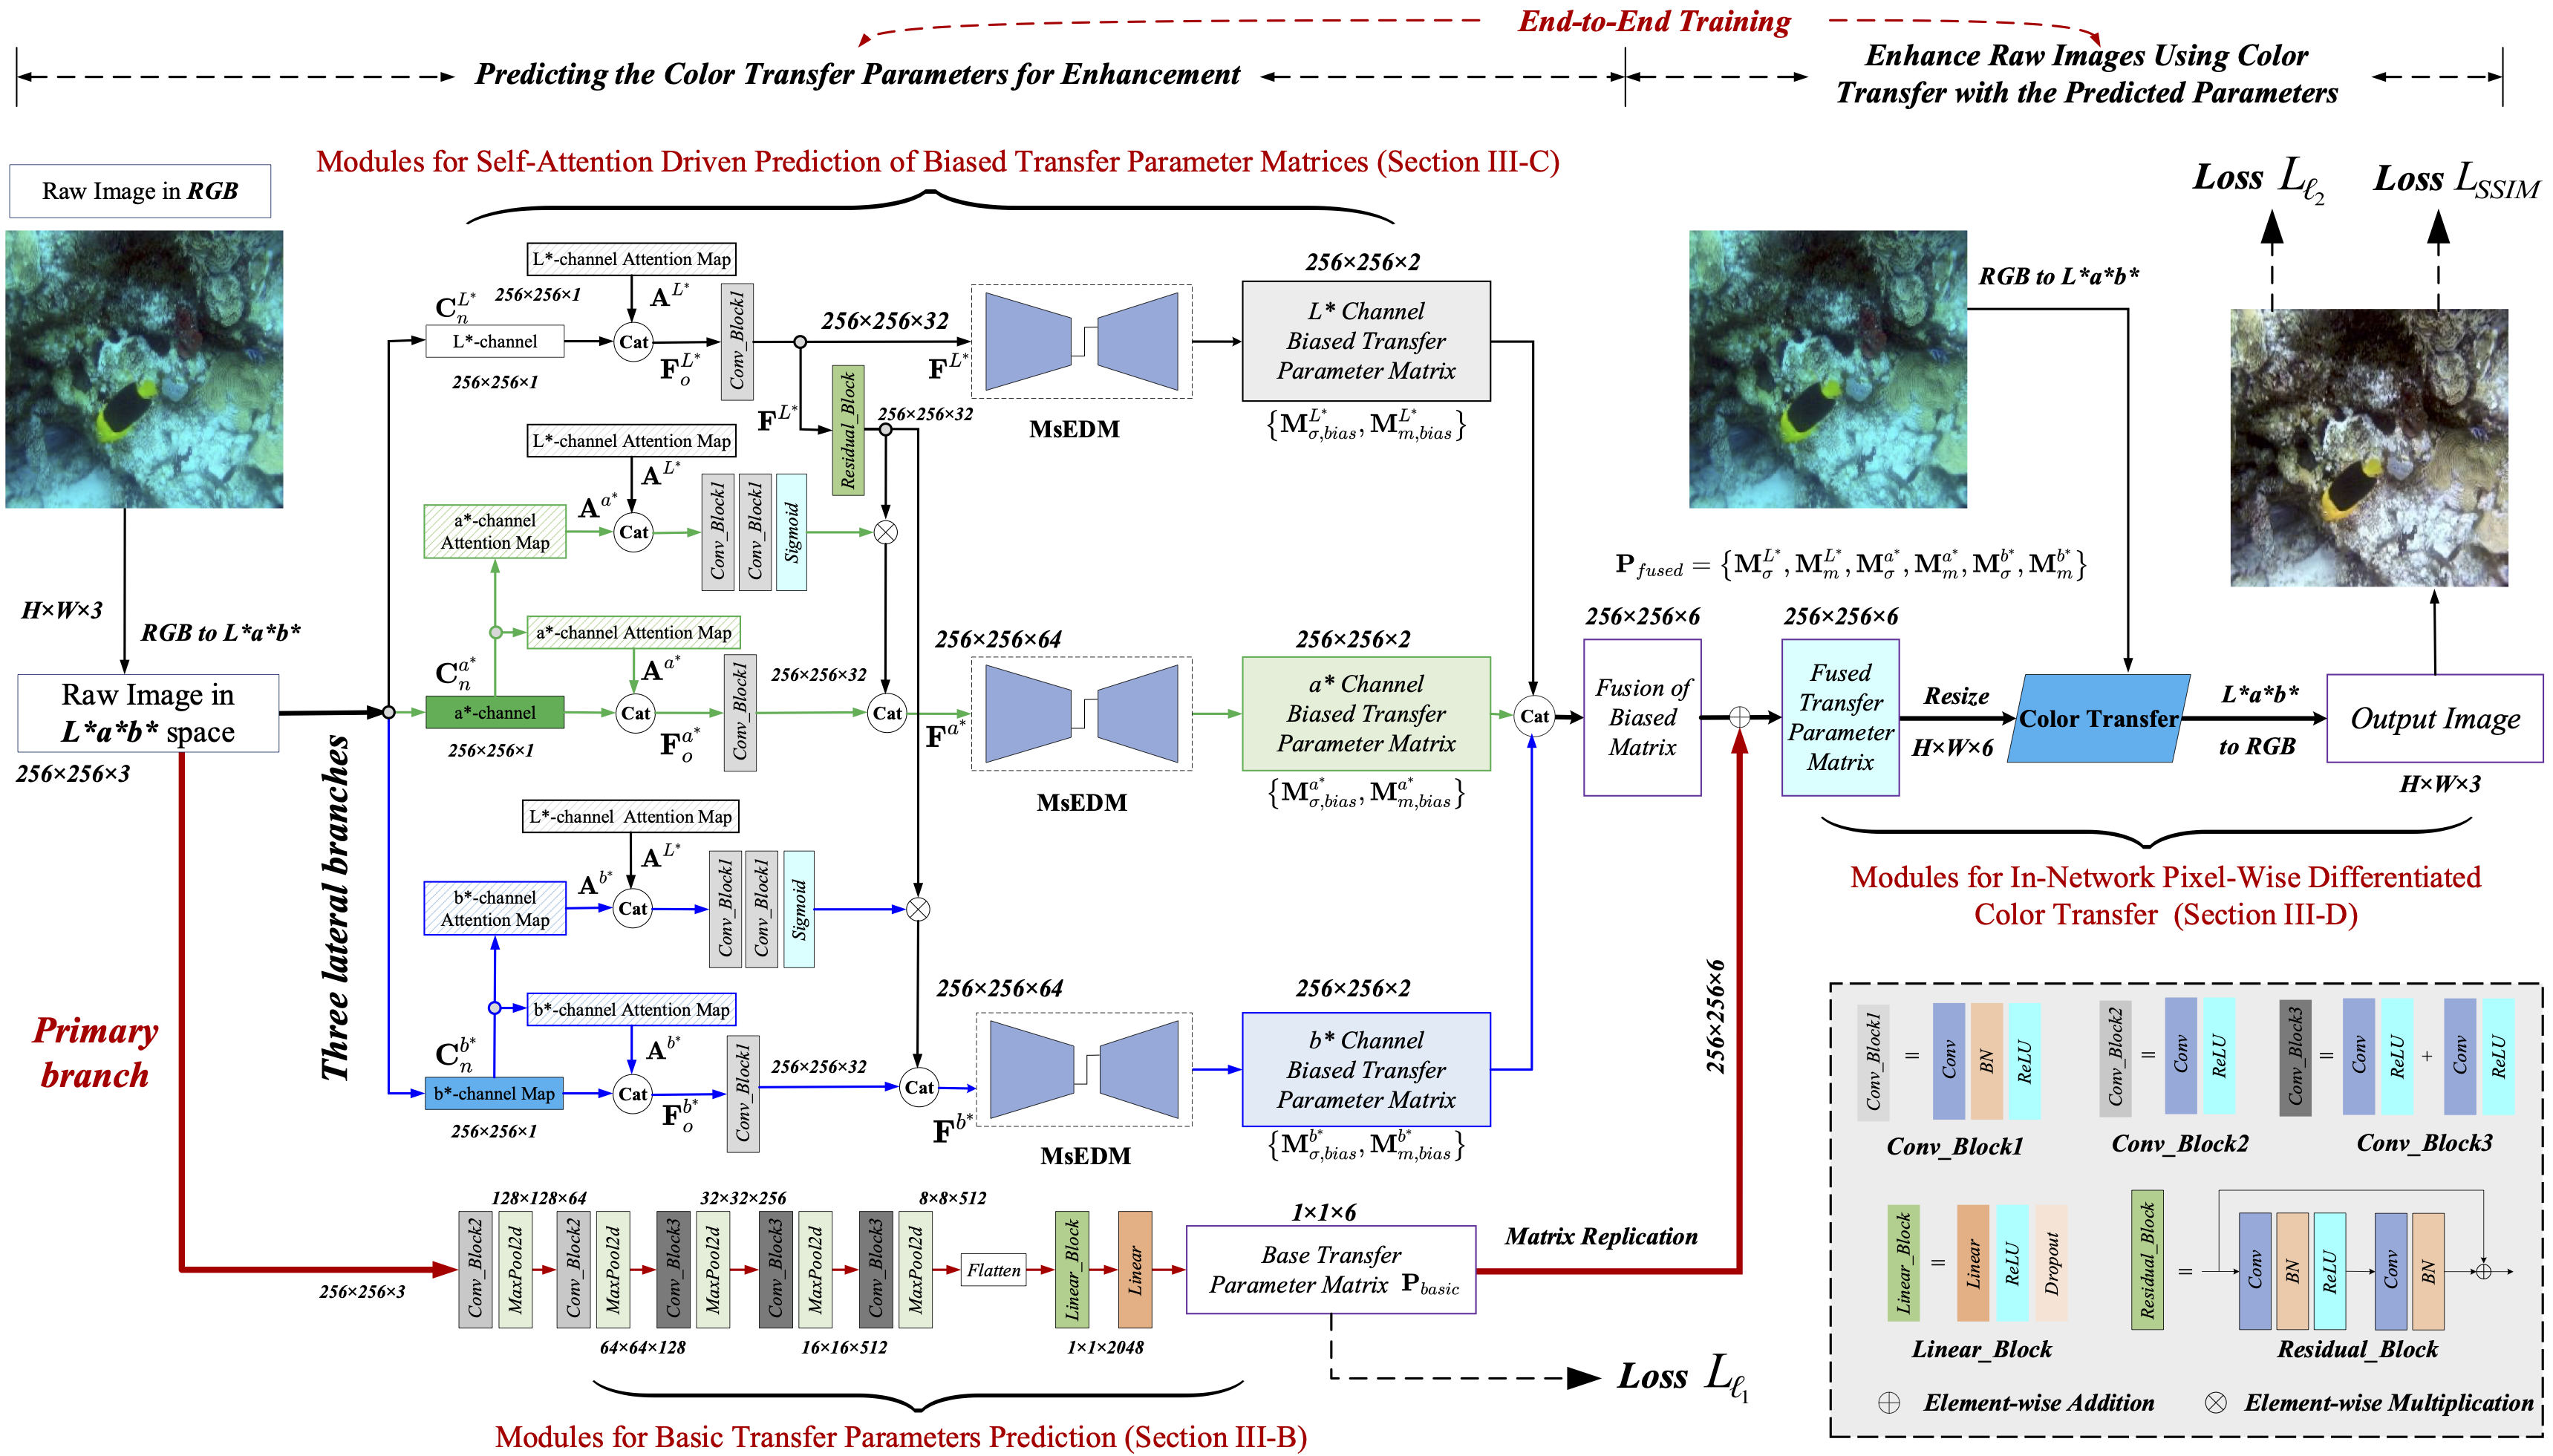 End-to-End Training
Predicting the Color Transfer Parameters for Enhancement
Enhance Raw Images Using Color
Transfer with the Predicted Parameters
Modules for Self-Attention Driven Prediction of Biased Transfer Parameter Matrices (Section III-C)
Raw Image in RGB
H×W×3
RGB to L*a*b*
Raw Image in
L*a*b* space
256×256×3
Primary
branch
Three lateral branches
L*-channel Attention Map
256×256×1
A^{L*}
C_n^{L*}
L*-channel
256×256×1
Cat
F_o^{L*}
Conv_Block1
256×256×32
F^{L*}
F^{L*}
Residual_Block
256×256×32
MsEDM
256×256×2
L* Channel
Biased Transfer
Parameter Matrix
{M_{σ,bias}^{L*}, M_{m,bias}^{L*}}
L*-channel Attention Map
A^{L*}
a*-channel
Attention Map
A^{a*}
Cat
Conv_Block1
Conv_Block1
Sigmoid
a*-channel Attention Map
A^{a*}
C_n^{a*}
a*-channel
256×256×1
Cat
F_o^{a*}
Conv_Block1
256×256×32
Cat
256×256×64
F^{a*}
MsEDM
256×256×2
a* Channel
Biased Transfer
Parameter Matrix
{M_{σ,bias}^{a*}, M_{m,bias}^{a*}}
L*-channel Attention Map
A^{L*}
b*-channel
Attention Map
A^{b*}
Cat
Conv_Block1
Conv_Block1
Sigmoid
b*-channel Attention Map
A^{b*}
C_n^{b*}
b*-channel Map
256×256×1
Cat
F_o^{b*}
Conv_Block1
256×256×32
Cat
256×256×64
F^{b*}
MsEDM
256×256×2
b* Channel
Biased Transfer
Parameter Matrix
{M_{σ,bias}^{b*}, M_{m,bias}^{b*}}
256×256×3
Conv_Block2
MaxPool2d
128×128×64
Conv_Block2
MaxPool2d
64×64×128
Conv_Block3
MaxPool2d
32×32×256
Conv_Block3
MaxPool2d
16×16×512
Conv_Block3
MaxPool2d
8×8×512
Flatten
Linear_Block
1×1×2048
Linear
1×1×6
Base Transfer
Parameter Matrix P_{basic}
Matrix Replication
256×256×6
Loss L_{ℓ1}
Modules for Basic Transfer Parameters Prediction (Section III-B)
Cat
256×256×6
Fusion of
Biased
Matrix
P_{fused} = {M_σ^{L*}, M_m^{L*}, M_σ^{a*}, M_m^{a*}, M_σ^{b*}, M_m^{b*}}
256×256×6
Fused
Transfer
Parameter
Matrix
Resize
H×W×6
RGB to L*a*b*
Color Transfer
L*a*b*
to RGB
Output Image
H×W×3
Loss L_{ℓ2}
Loss L_{SSIM}
Modules for In-Network Pixel-Wise Differentiated
Color Transfer (Section III-D)
Conv_Block1 = Conv BN ReLU
Conv_Block1
Conv_Block2 = Conv ReLU
Conv_Block2
Conv_Block3 = Conv ReLU + Conv ReLU
Conv_Block3
Linear_Block = Linear ReLU Dropout
Linear_Block
Residual_Block = Conv BN ReLU Conv BN
Residual_Block
⊕ Element-wise Addition
⊗ Element-wise Multiplication